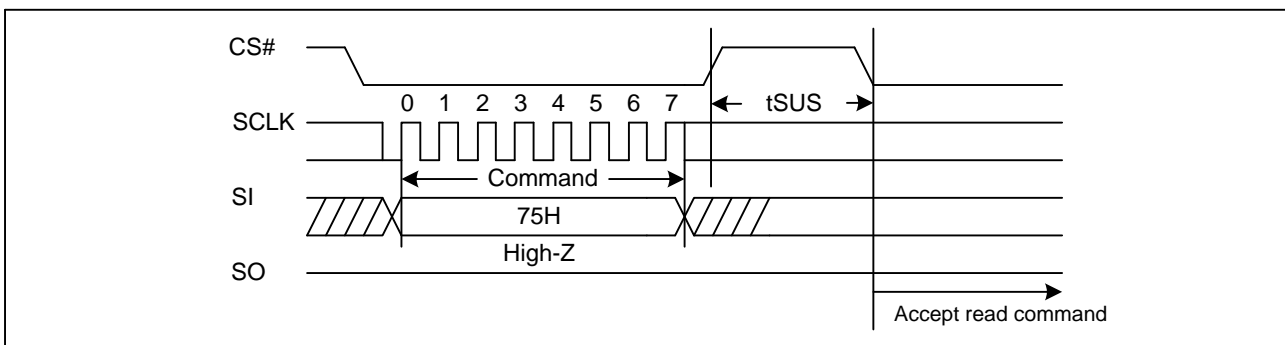 CS#
0 1 2 3 4 5 6 7
tSUS
SCLK
Command
SI
75H
High-Z
SO
Accept read command